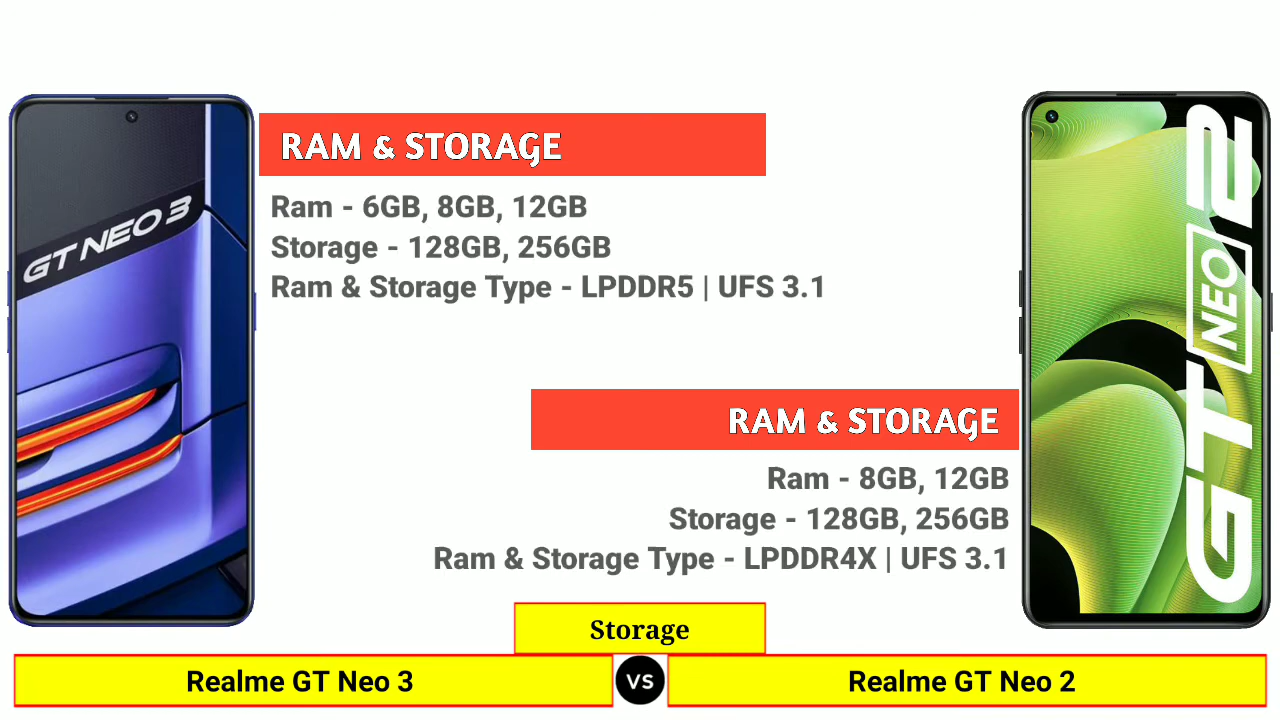 GT NEO 3
RAM & STORAGE
Ram - 6GB, 8GB, 12GB
Storage - 128GB, 256GB
Ram & Storage Type - LPDDR5 | UFS 3.1
GT NEO 2
RAM & STORAGE
Ram - 8GB, 12GB
Storage - 128GB, 256GB
Ram & Storage Type - LPDDR4X | UFS 3.1
Storage
Realme GT Neo 3
VS
Realme GT Neo 2